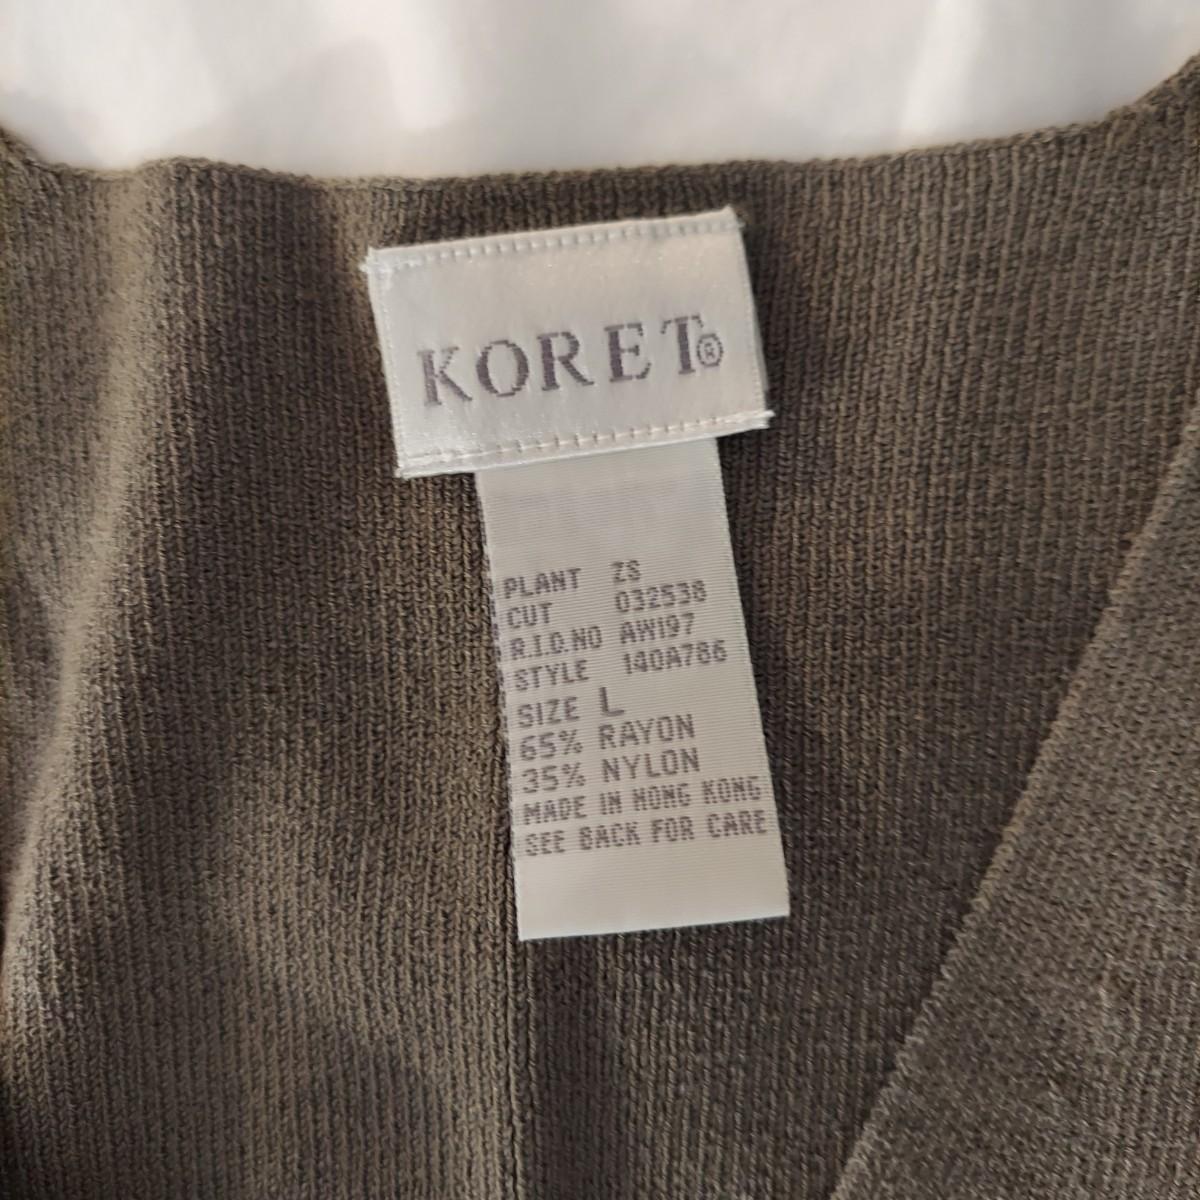 KORET®
PLANT ZS
CUT 032538
R.I.D.NO AW197
STYLE 140A786
SIZE L
65% RAYON
35% NYLON
MADE IN HONG KONG
SEE BACK FOR CARE